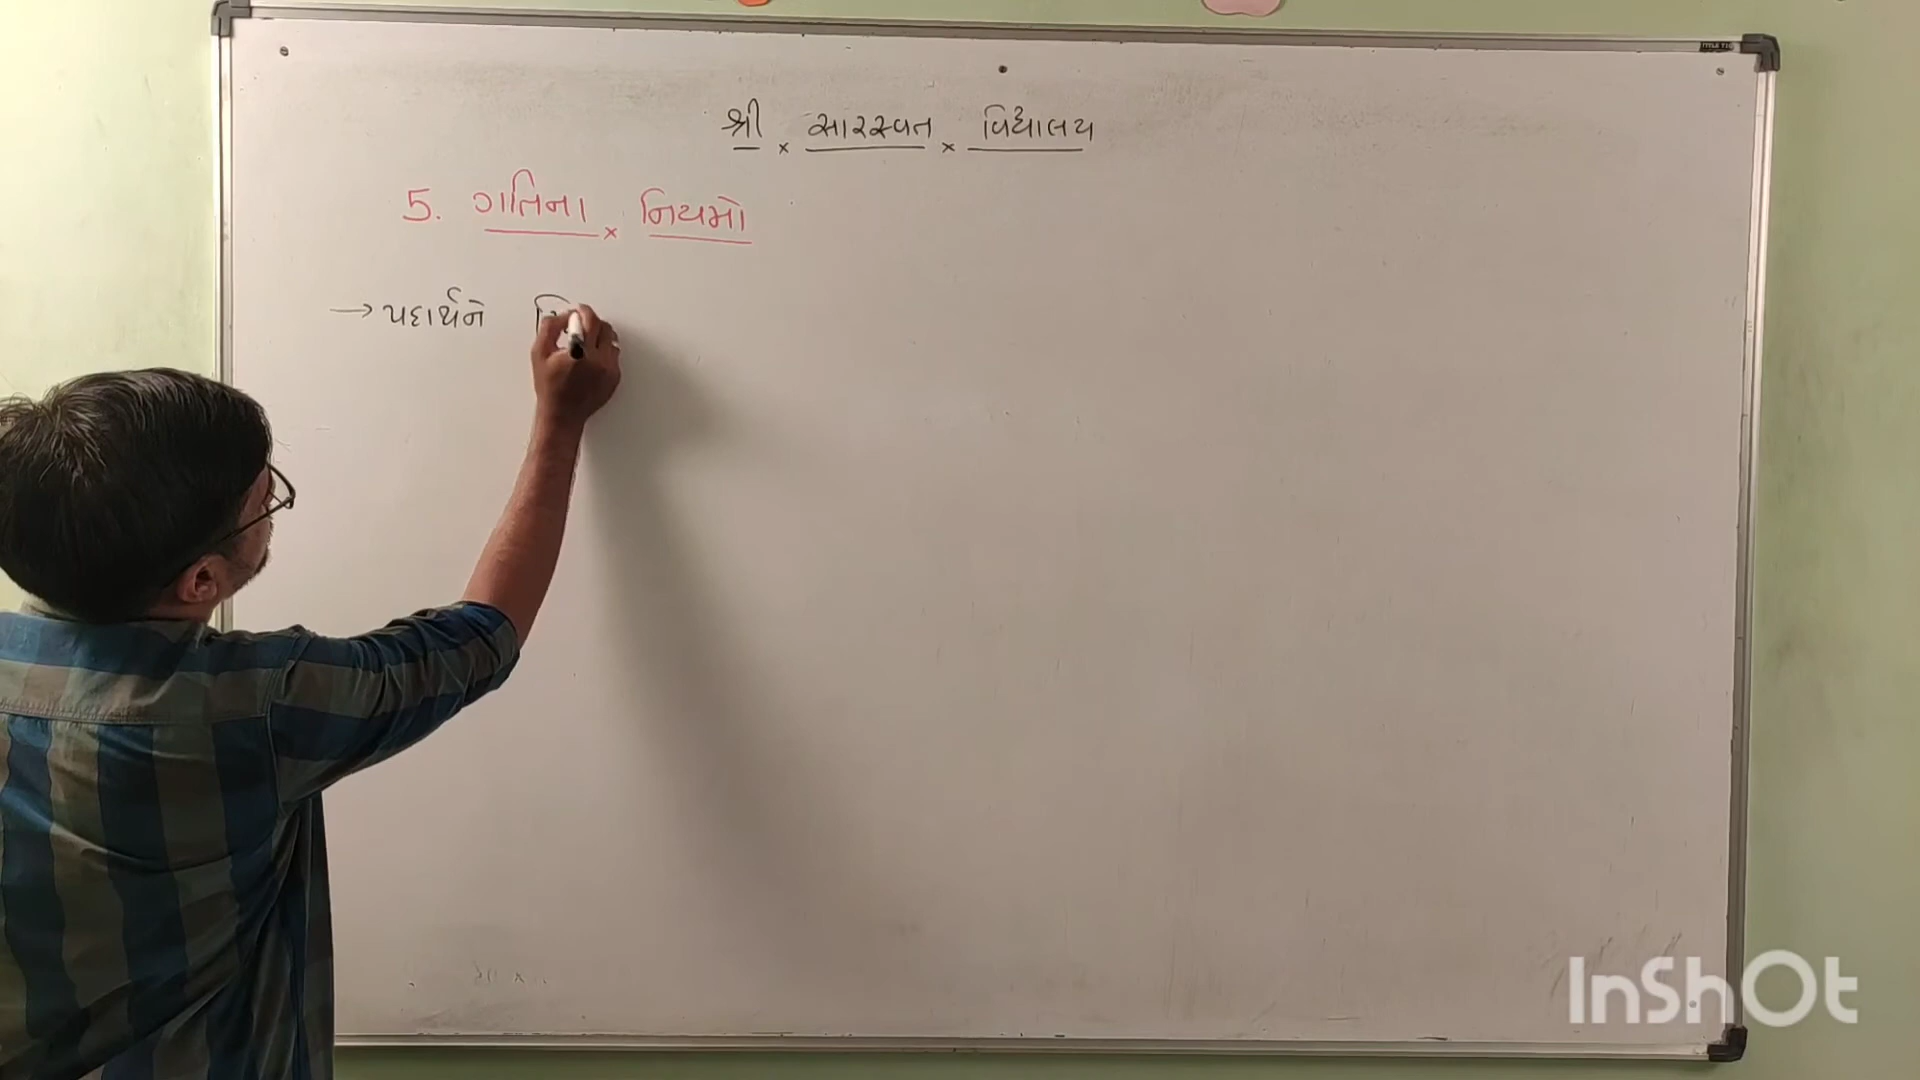 શ્રી × સારસ્વત × વિદ્યાલય
5. ગતિના × નિયમો
→ પદાર્થને
InShOt